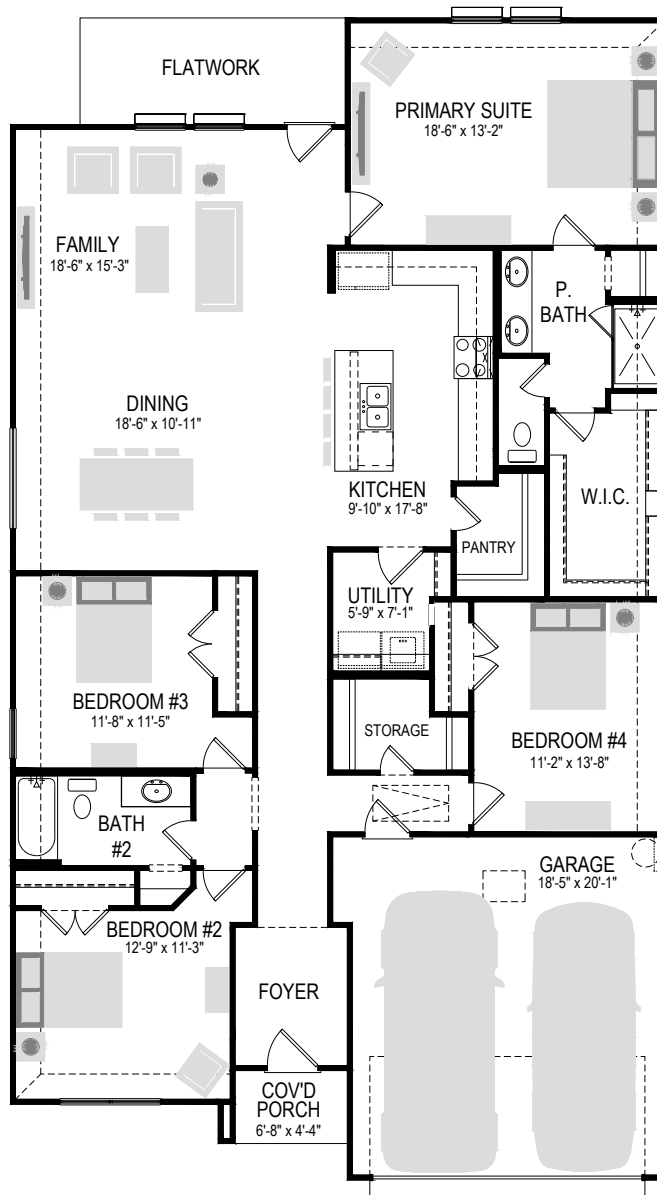 FLATWORK
PRIMARY SUITE
18'-6" x 13'-2"
FAMILY
18'-6" x 15'-3"
P.
BATH
DINING
18'-6" x 10'-11"
KITCHEN
9'-10" x 17'-8"
W.I.C.
PANTRY
UTILITY
5'-9" x 7'-1"
BEDROOM #3
11'-8" x 11'-5"
STORAGE
BEDROOM #4
11'-2" x 13'-8"
BATH
#2
GARAGE
18'-5" x 20'-1"
BEDROOM #2
12'-9" x 11'-3"
FOYER
COV'D
PORCH
6'-8" x 4'-4"